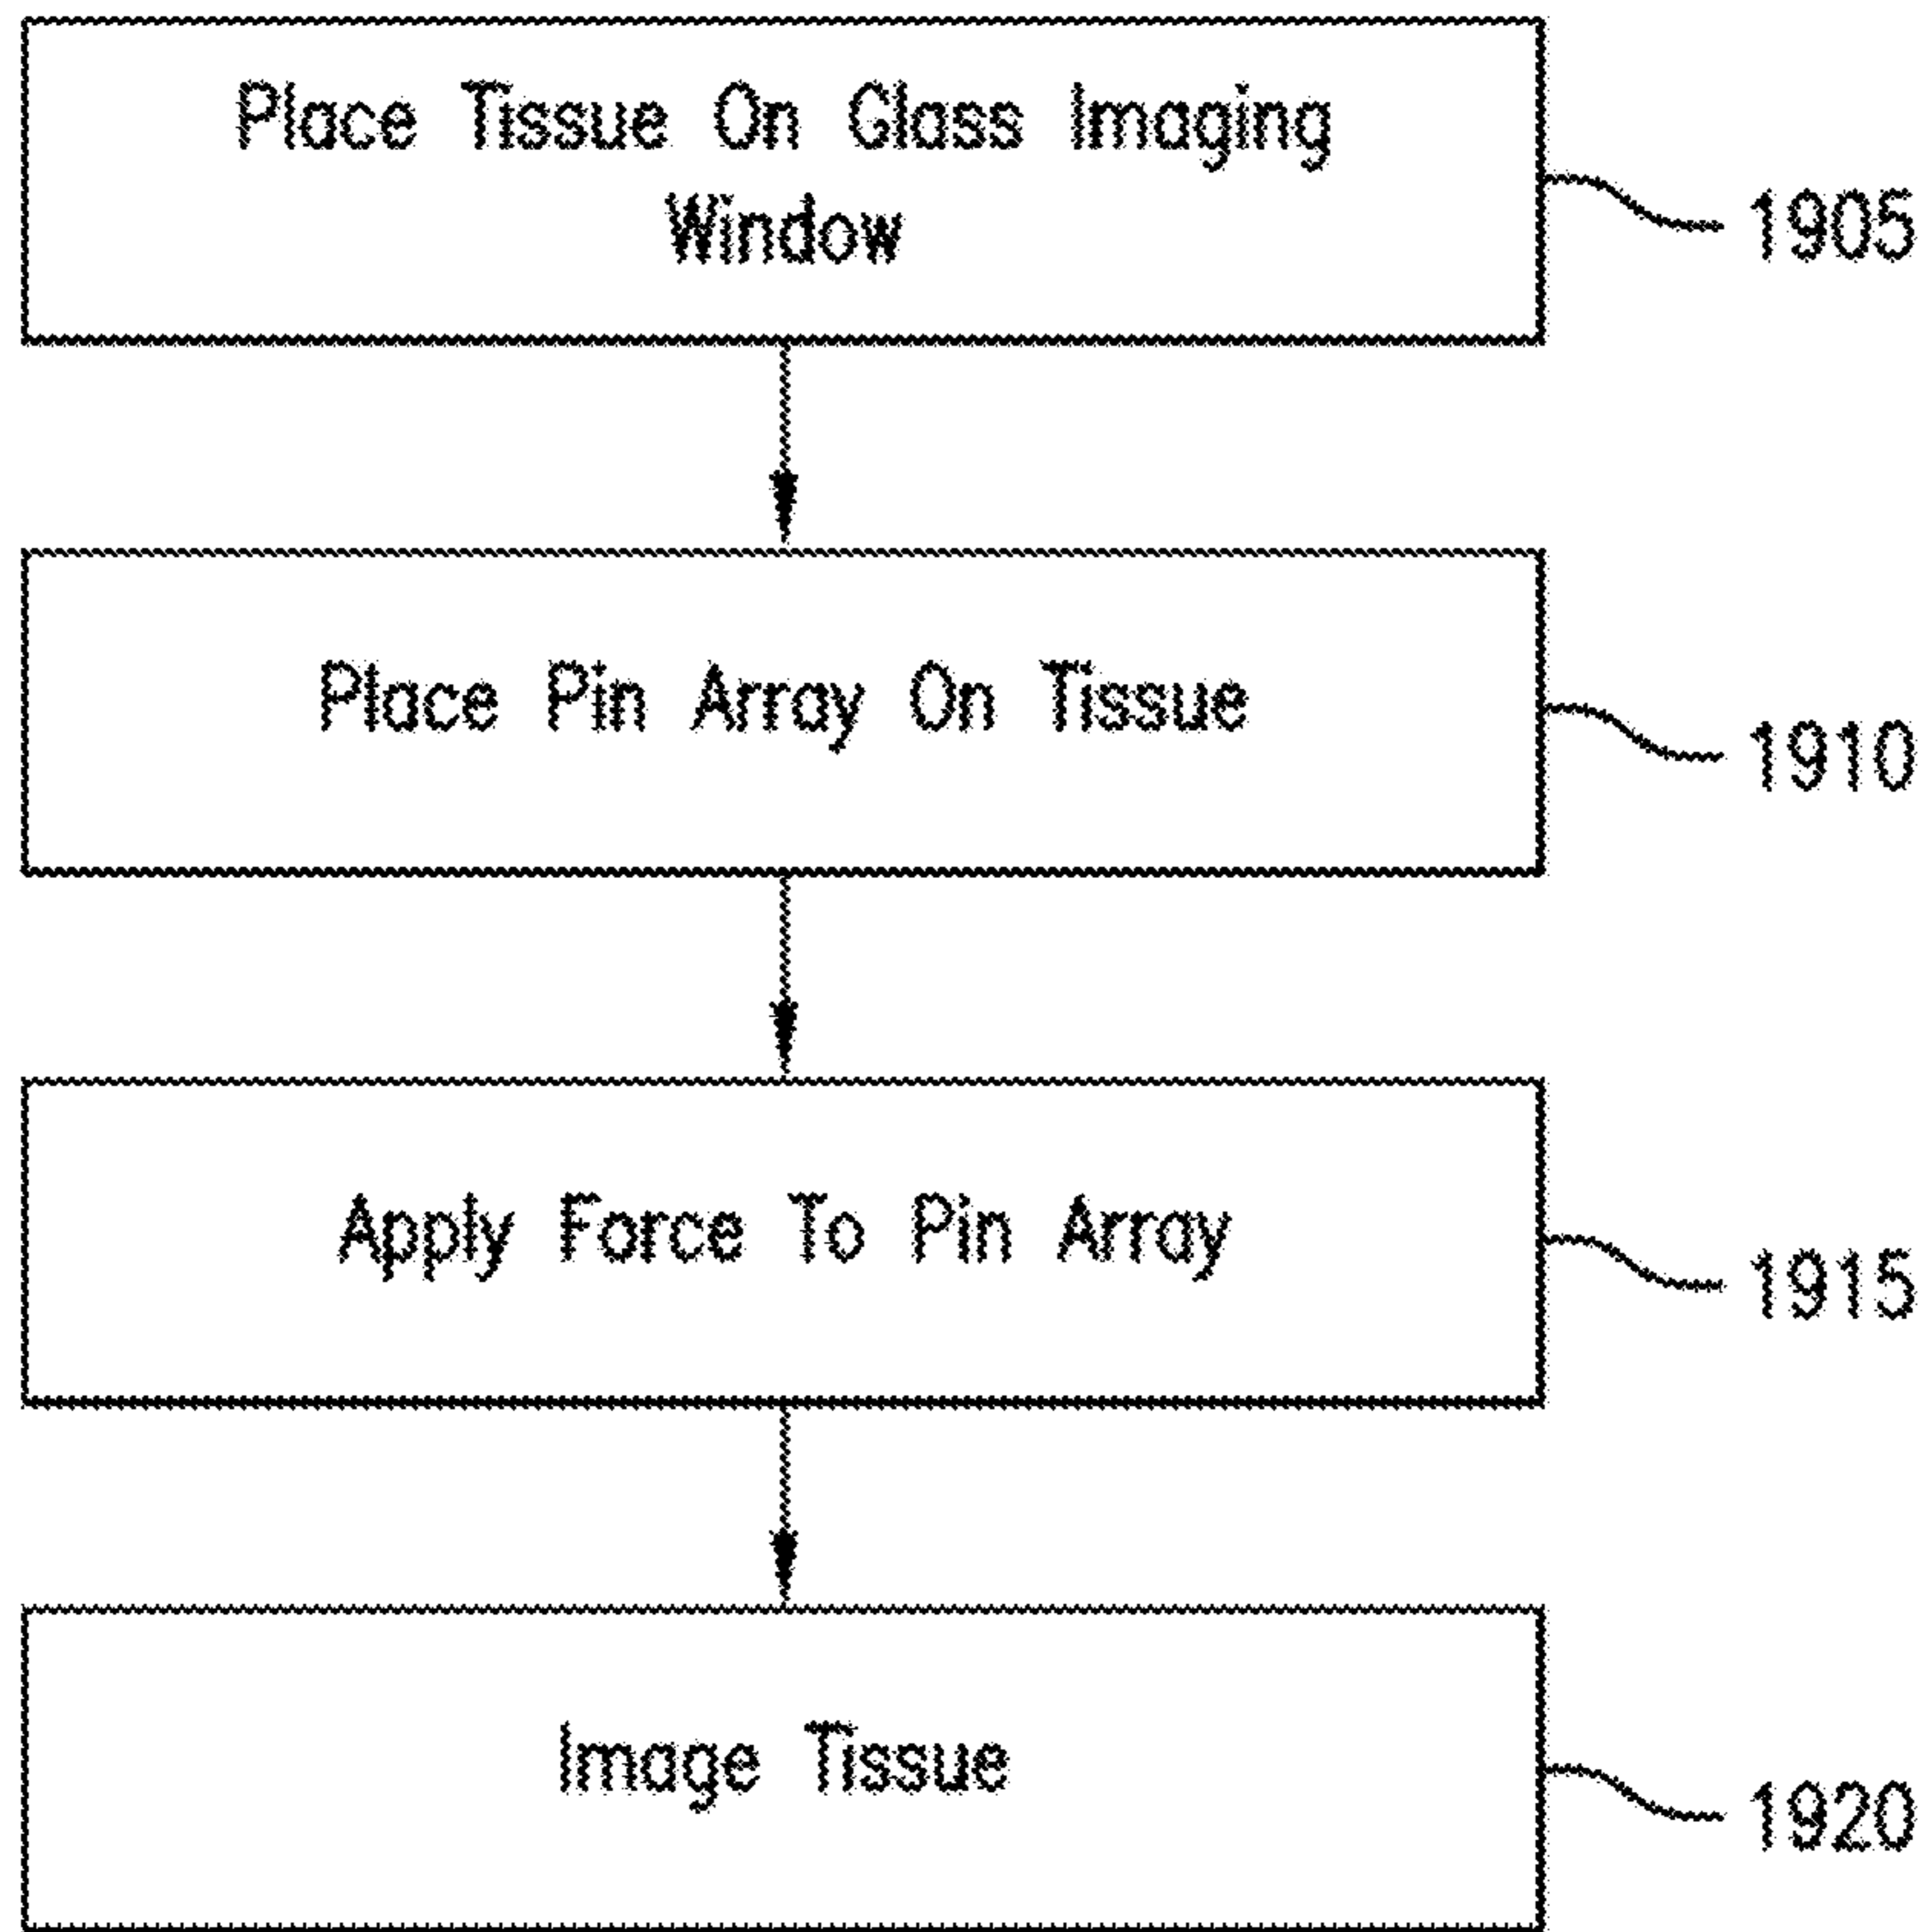 Place Tissue On Glass Imaging
Window
1905
Place Pin Array On Tissue
1910
Apply Force To Pin Array
1915
Image Tissue
1920